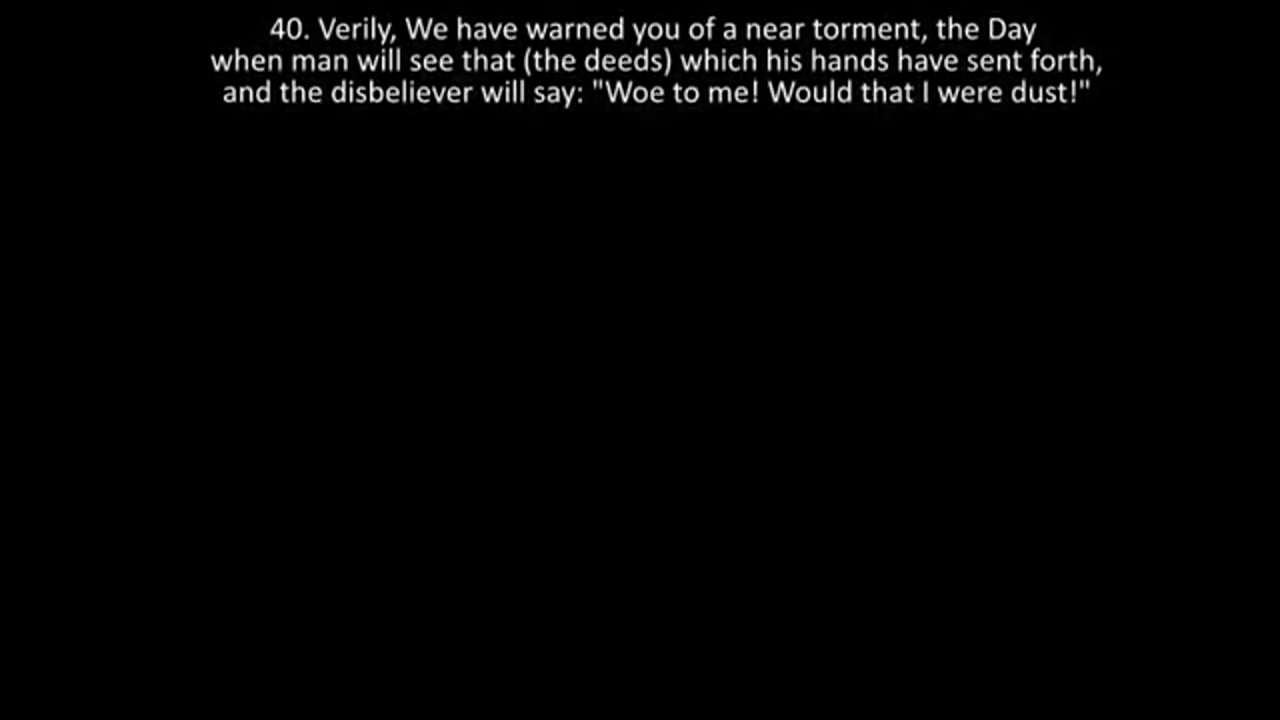 40. Verily, We have warned you of a near torment, the Day
when man will see that (the deeds) which his hands have sent forth,
and the disbeliever will say: "Woe to me! Would that I were dust!"